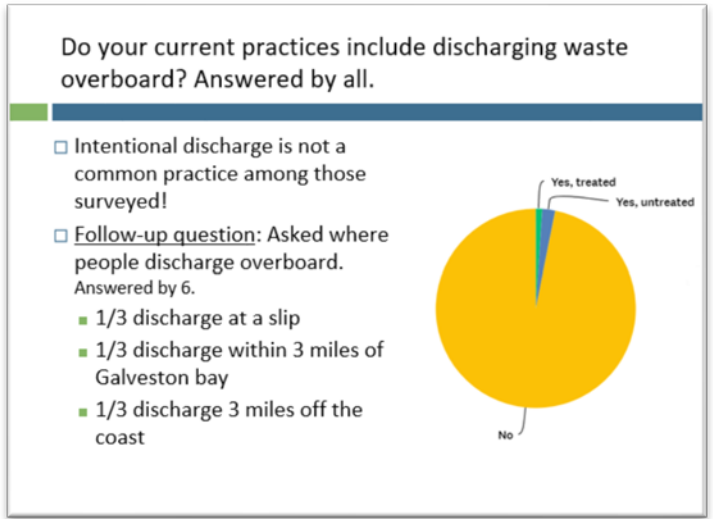 Do your current practices include discharging waste
overboard? Answered by all.
Intentional discharge is not a
common practice among those
surveyed!
Follow-up question: Asked where
people discharge overboard.
Answered by 6.
1/3 discharge at a slip
1/3 discharge within 3 miles of
Galveston bay
1/3 discharge 3 miles off the
coast
Yes, treated
Yes, untreated
No